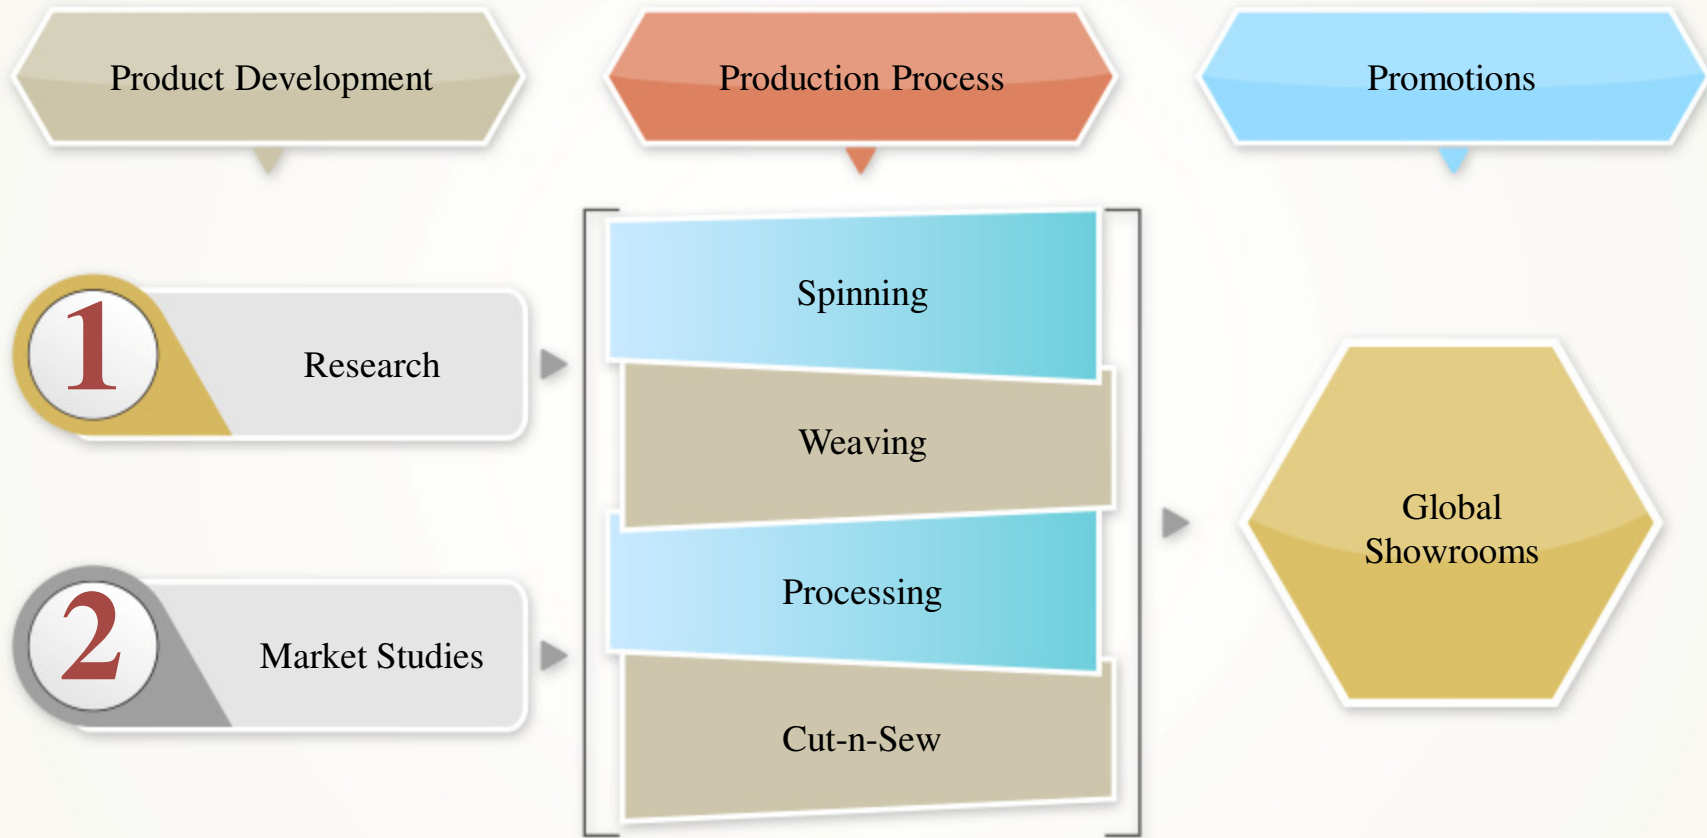 Product Development
Production Process
Promotions
1
Research
2
Market Studies
Spinning
Weaving
Processing
Cut-n-Sew
Global
Showrooms